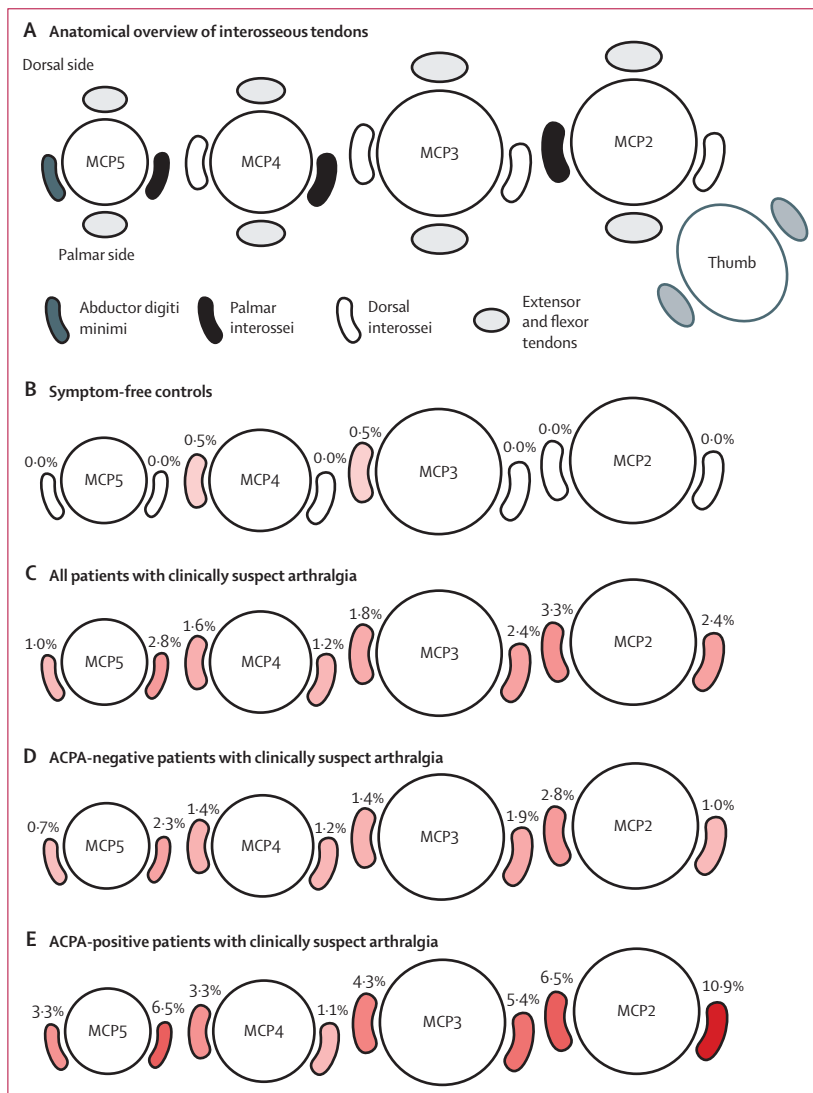 A Anatomical overview of interosseous tendons
Dorsal side
MCP5
MCP4
MCP3
MCP2
Palmar side
Thumb
Abductor digiti
minimi
Palmar
interossei
Dorsal
interossei
Extensor
and flexor
tendons
B Symptom-free controls
0·0%
0·0%
0·5%
0·0%
0·5%
0·0%
0·0%
0·0%
MCP5
MCP4
MCP3
MCP2
C All patients with clinically suspect arthralgia
1·0%
2·8%
1·6%
1·2%
1·8%
2·4%
3·3%
2·4%
MCP5
MCP4
MCP3
MCP2
D ACPA-negative patients with clinically suspect arthralgia
0·7%
2·3%
1·4%
1·2%
1·4%
1·9%
2·8%
1·0%
MCP5
MCP4
MCP3
MCP2
E ACPA-positive patients with clinically suspect arthralgia
3·3%
6·5%
3·3%
1·1%
4·3%
5·4%
6·5%
10·9%
MCP5
MCP4
MCP3
MCP2